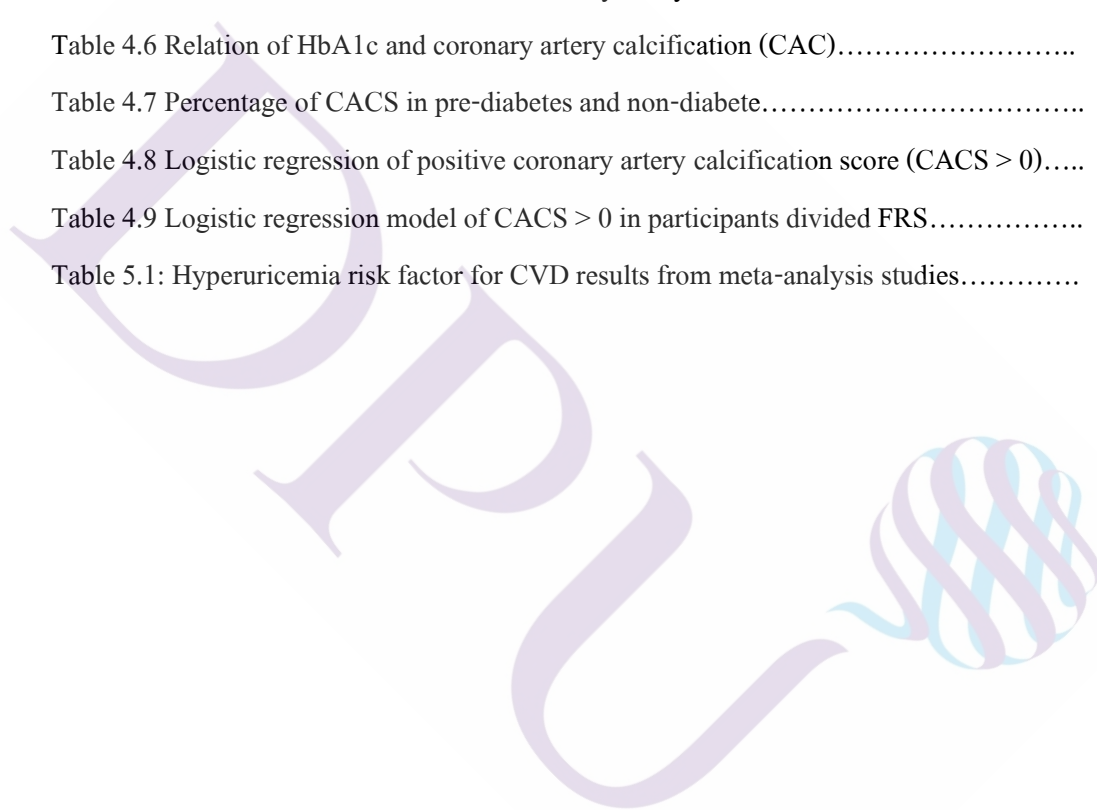 Table 4.6 Relation of HbA1c and coronary artery calcification (CAC)……………………..
Table 4.7 Percentage of CACS in pre-diabetes and non-diabete……………………………..
Table 4.8 Logistic regression of positive coronary artery calcification score (CACS > 0)…..
Table 4.9 Logistic regression model of CACS > 0 in participants divided FRS……………..
Table 5.1: Hyperuricemia risk factor for CVD results from meta-analysis studies………….
DPU